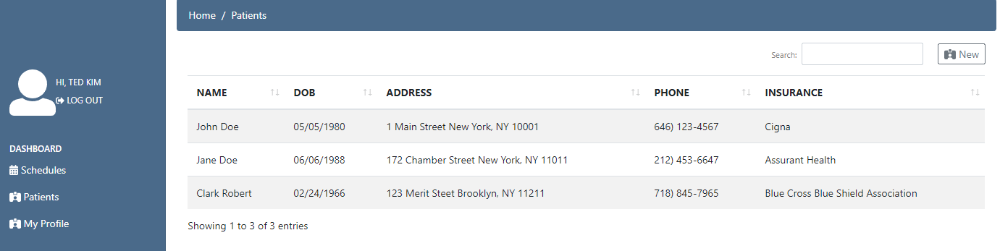 Home / Patients
HI, TED KIM
LOG OUT
DASHBOARD
Schedules
Patients
My Profile
Search: New
NAME DOB ADDRESS PHONE INSURANCE
John Doe 05/05/1980 1 Main Street New York, NY 10001 646) 123-4567 Cigna
Jane Doe 06/06/1988 172 Chamber Street New York, NY 11011 212) 453-6647 Assurant Health
Clark Robert 02/24/1966 123 Merit Steet Brooklyn, NY 11211 718) 845-7965 Blue Cross Blue Shield Association
Showing 1 to 3 of 3 entries